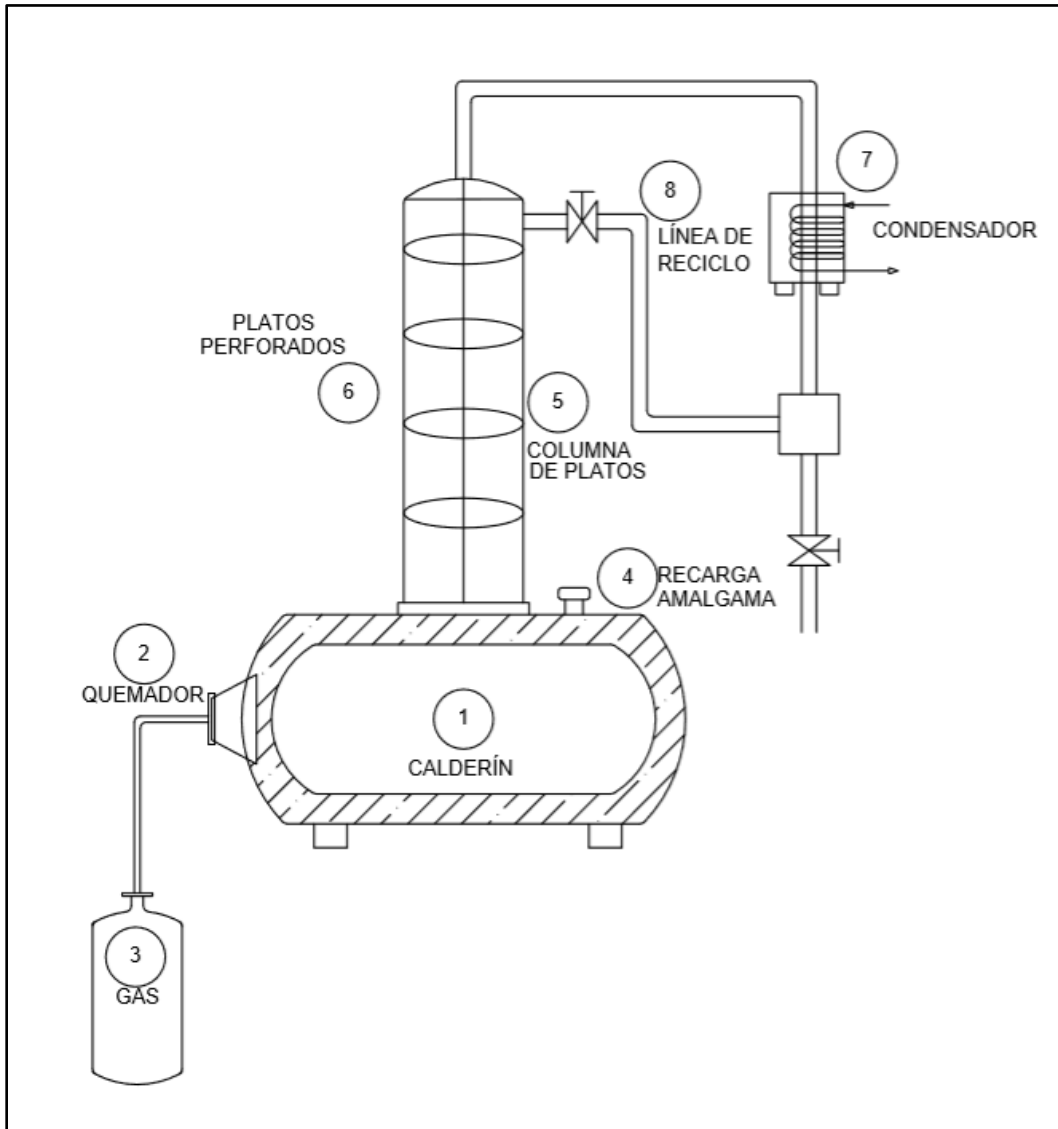 7
CONDENSADOR
8
LÍNEA DE
RECICLO
PLATOS
PERFORADOS
6
5
COLUMNA
DE PLATOS
4
RECARGA
AMALGAMA
2
QUEMADOR
1
CALDERÍN
3
GAS